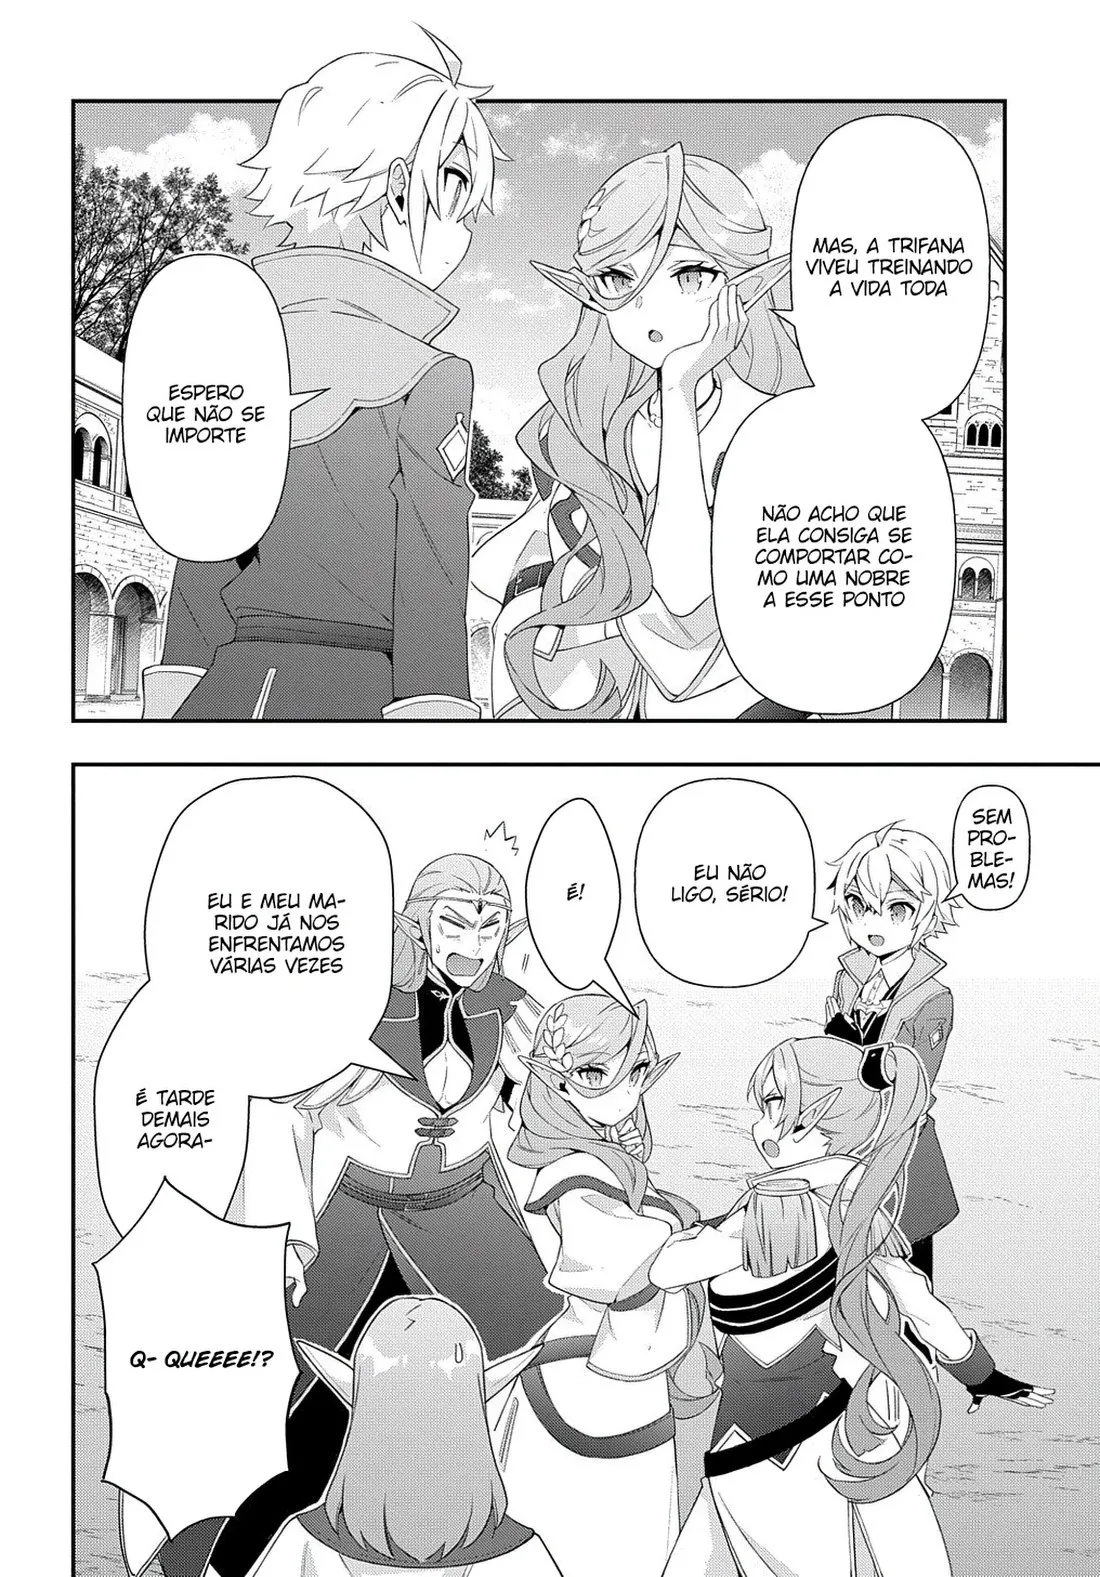 MAS, A TRIFANA
VIVEU TREINANDO
A VIDA TODA
NÃO ACHO QUE
ELA CONSIGA SE
COMPORTAR CO-
MO UMA NOBRE
A ESSE PONTO
ESPERO
QUE NÃO SE
IMPORTE
SEM
PRO-
BLE-
MAS!
EU NÃO
LIGO, SÉRIO!
É!
EU E MEU MA-
RIDO JÁ NOS
ENFRENTAMOS
VÁRIAS VEZES
É TARDE
DEMAIS
AGORA-
Q- QUEEEE!?